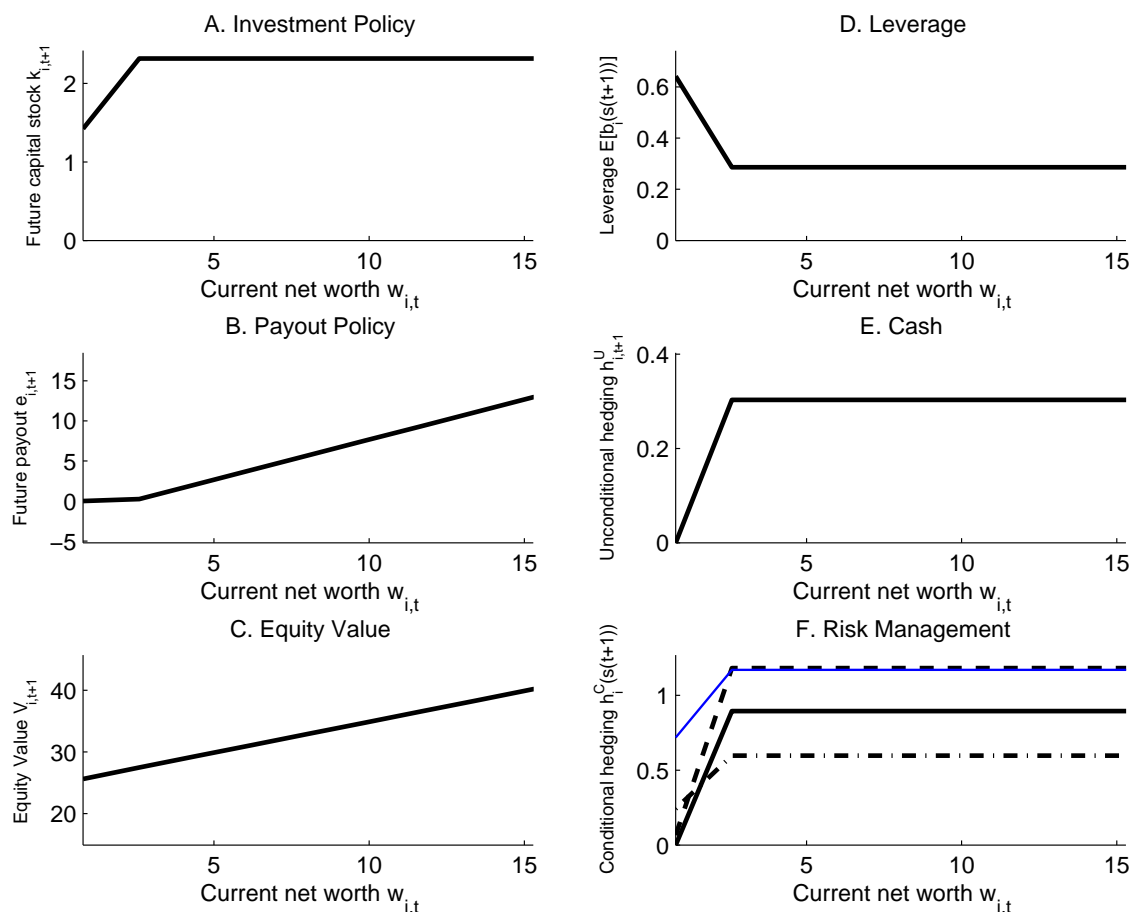 A. Investment Policy
Future capital stock k_{i,t+1}
2
1
0
5 10 15
Current net worth w_{i,t}
B. Payout Policy
Future payout e_{i,t+1}
15
10
5
0
−5
5 10 15
Current net worth w_{i,t}
C. Equity Value
Equity Value V_{i,t+1}
40
30
20
5 10 15
Current net worth w_{i,t}
D. Leverage
Leverage E[b_i(s(t+1))]
0.6
0.4
0.2
0
5 10 15
Current net worth w_{i,t}
E. Cash
Unconditional hedging h^U_{i,t+1}
0.4
0.2
0
5 10 15
Current net worth w_{i,t}
F. Risk Management
Conditional hedging h_i^C(s(t+1))
1
0.5
0
5 10 15
Current net worth w_{i,t}